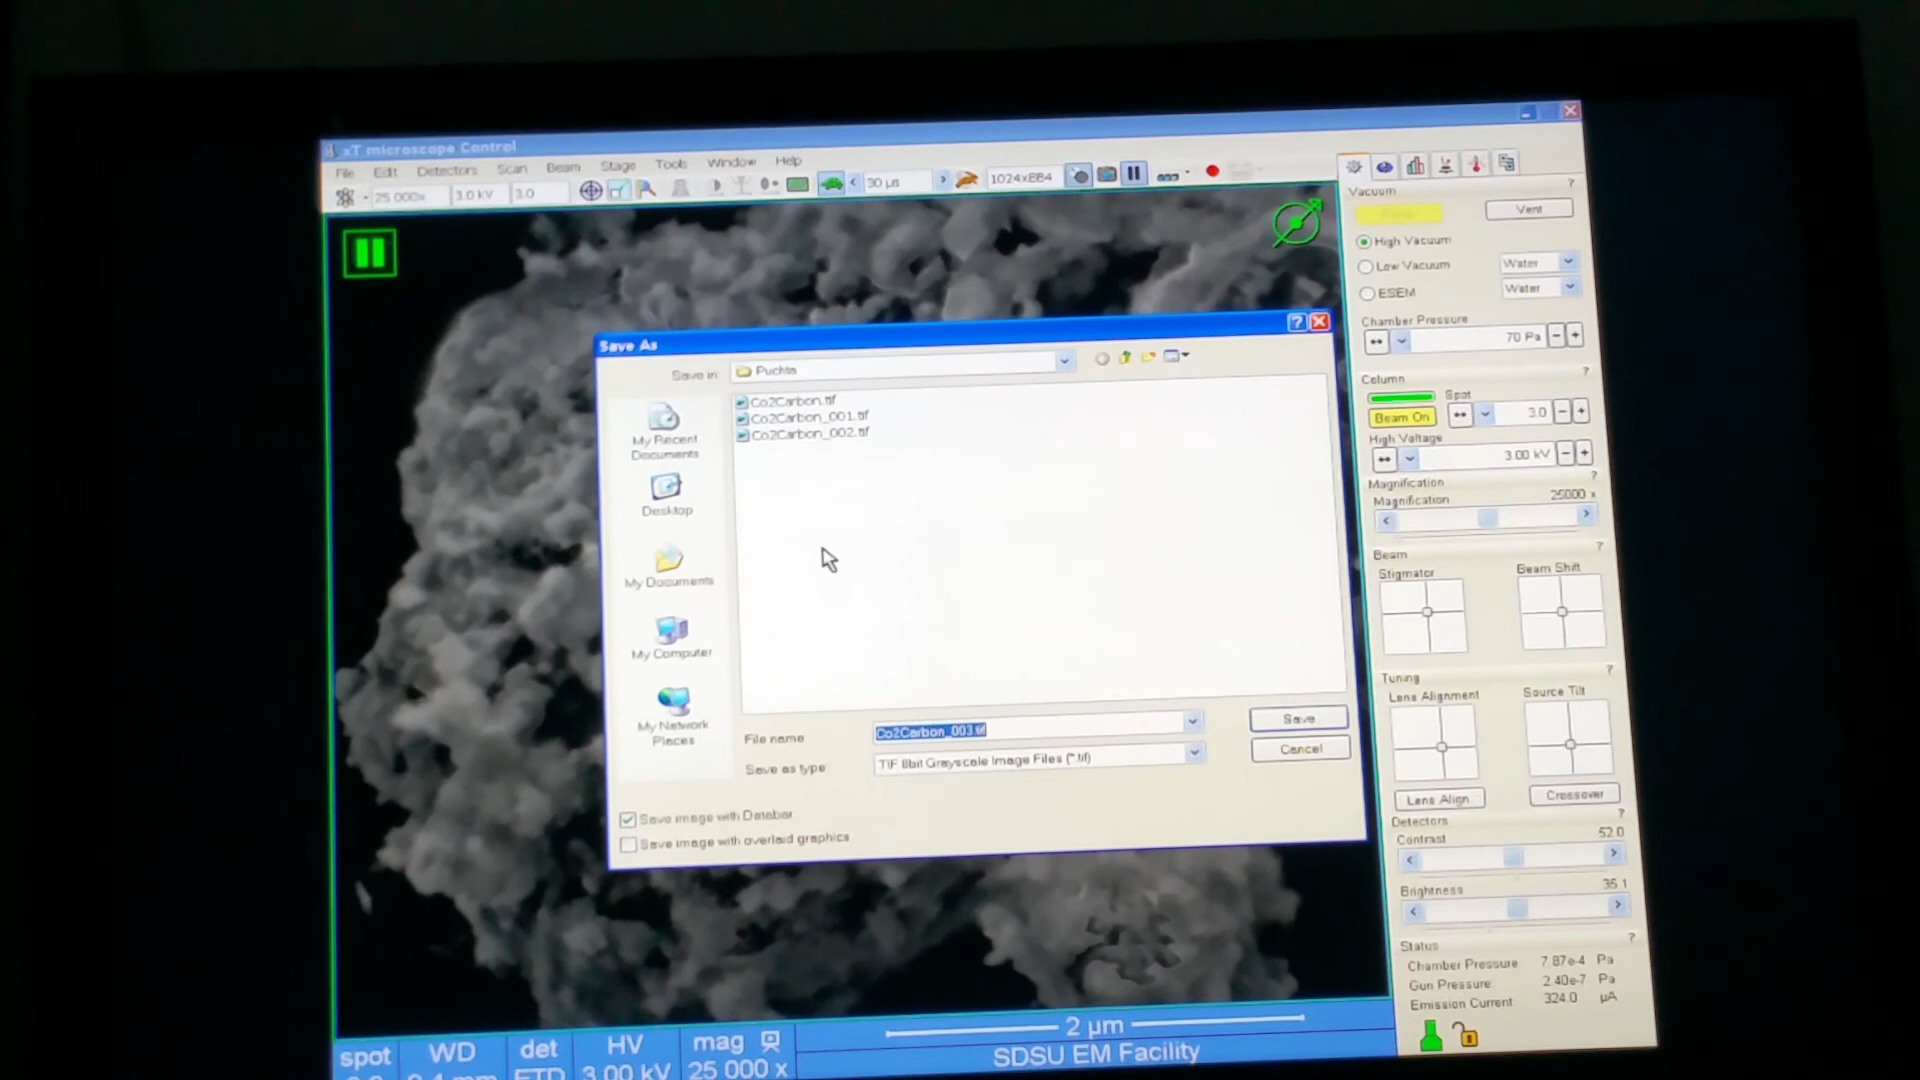 xT microscope Control
File Edit Detectors Scan Beam Stage Tools Window Help
25 000x 3.0 kV 3.0 30 µs 1024x884
Save As
Save in: Puchta
Co2Carbon.tif
Co2Carbon_001.tif
Co2Carbon_002.tif
My Recent
Documents
Desktop
My Documents
My Computer
My Network
Places
File name Co2Carbon_003.tif
Save as type TIF 8bit Grayscale Image Files (*.tif)
Save
Cancel
Save image with Databar
Save image with overlaid graphics
Vacuum ?
Vent
High Vacuum
Low Vacuum Water
ESEM Water
Chamber Pressure
70 Pa
Column ?
Spot
Beam On 3.0
High Voltage
3.00 kV
Magnification ?
Magnification 25000 x
Beam ?
Stigmator Beam Shift
Tuning ?
Lens Alignment Source Tilt
Lens Align Crossover
Detectors ?
Contrast 52.0
Brightness 35.1
Status ?
Chamber Pressure: 7.87e-4 Pa
Gun Pressure: 2.40e-7 Pa
Emission Current 324.0 µA
spot WD det HV mag
ETD 3.00 kV 25 000 x
2 µm
SDSU EM Facility